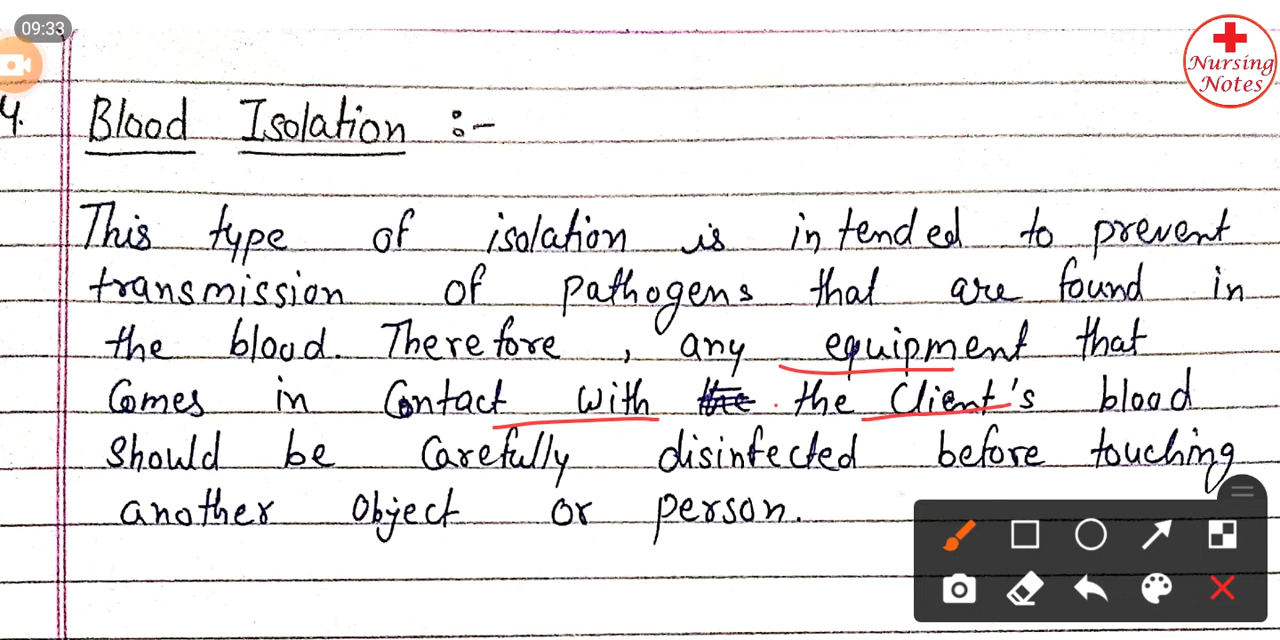 09:33
Nursing
Notes
4. Blood Isolation :-
This type of isolation is intended to prevent
transmission of pathogens that are found in
the blood. Therefore, any equipment that
Comes in Contact with the Client's blood
should be Carefully disinfected before touching
another object or person.